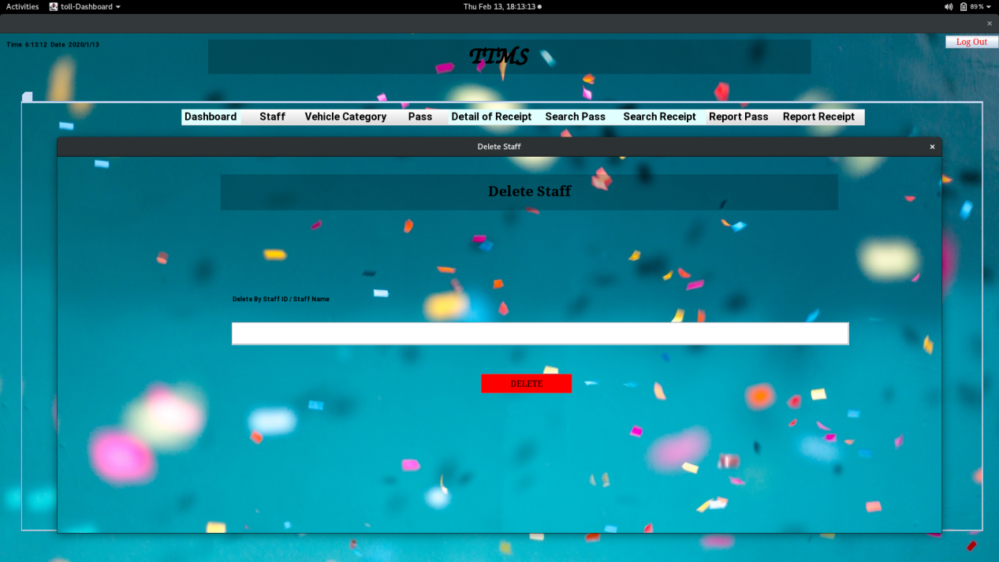 Activities toll-Dashboard Thu Feb 13, 18:13:13 89%
Time 6:13:12 Date 2020/1/13
TTMS
Log Out
Dashboard Staff Vehicle Category Pass Detail of Receipt Search Pass Search Receipt Report Pass Report Receipt
Delete Staff
Delete Staff
Delete By Staff ID / Staff Name
DELETE